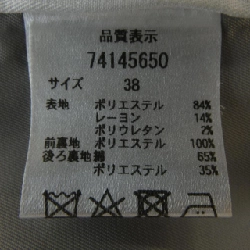 品質表示
74145650
サイズ 38
表地 ポリエステル 84%
レーヨン 14%
ポリウレタン 2%
前裏地 ポリエステル 100%
後ろ裏地 綿 65%
ポリエステル 35%